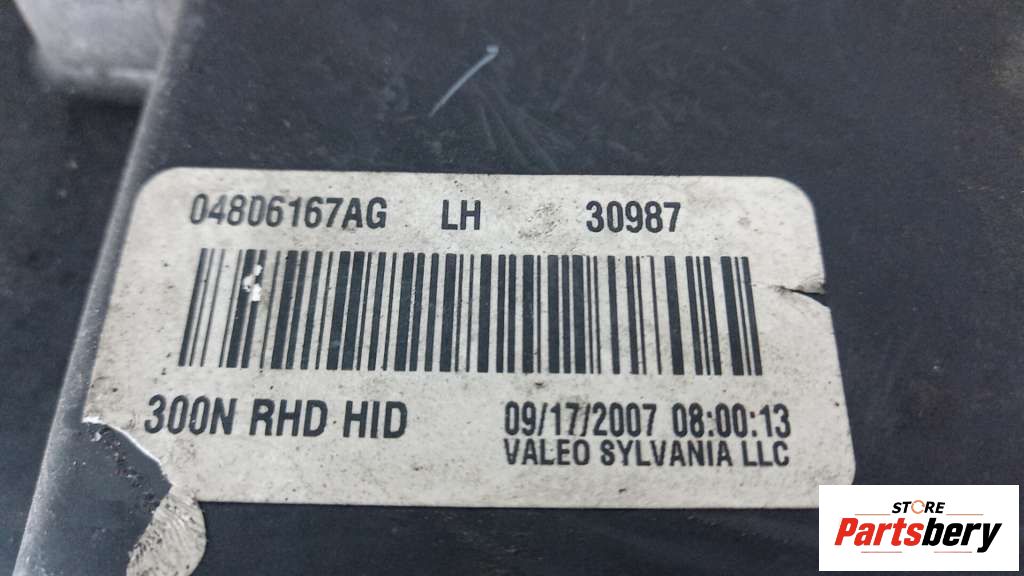 04806167AG LH 30987
300N RHD HID 09/17/2007 08:00:13
VALEO SYLVANIA LLC
STORE
Partsbery